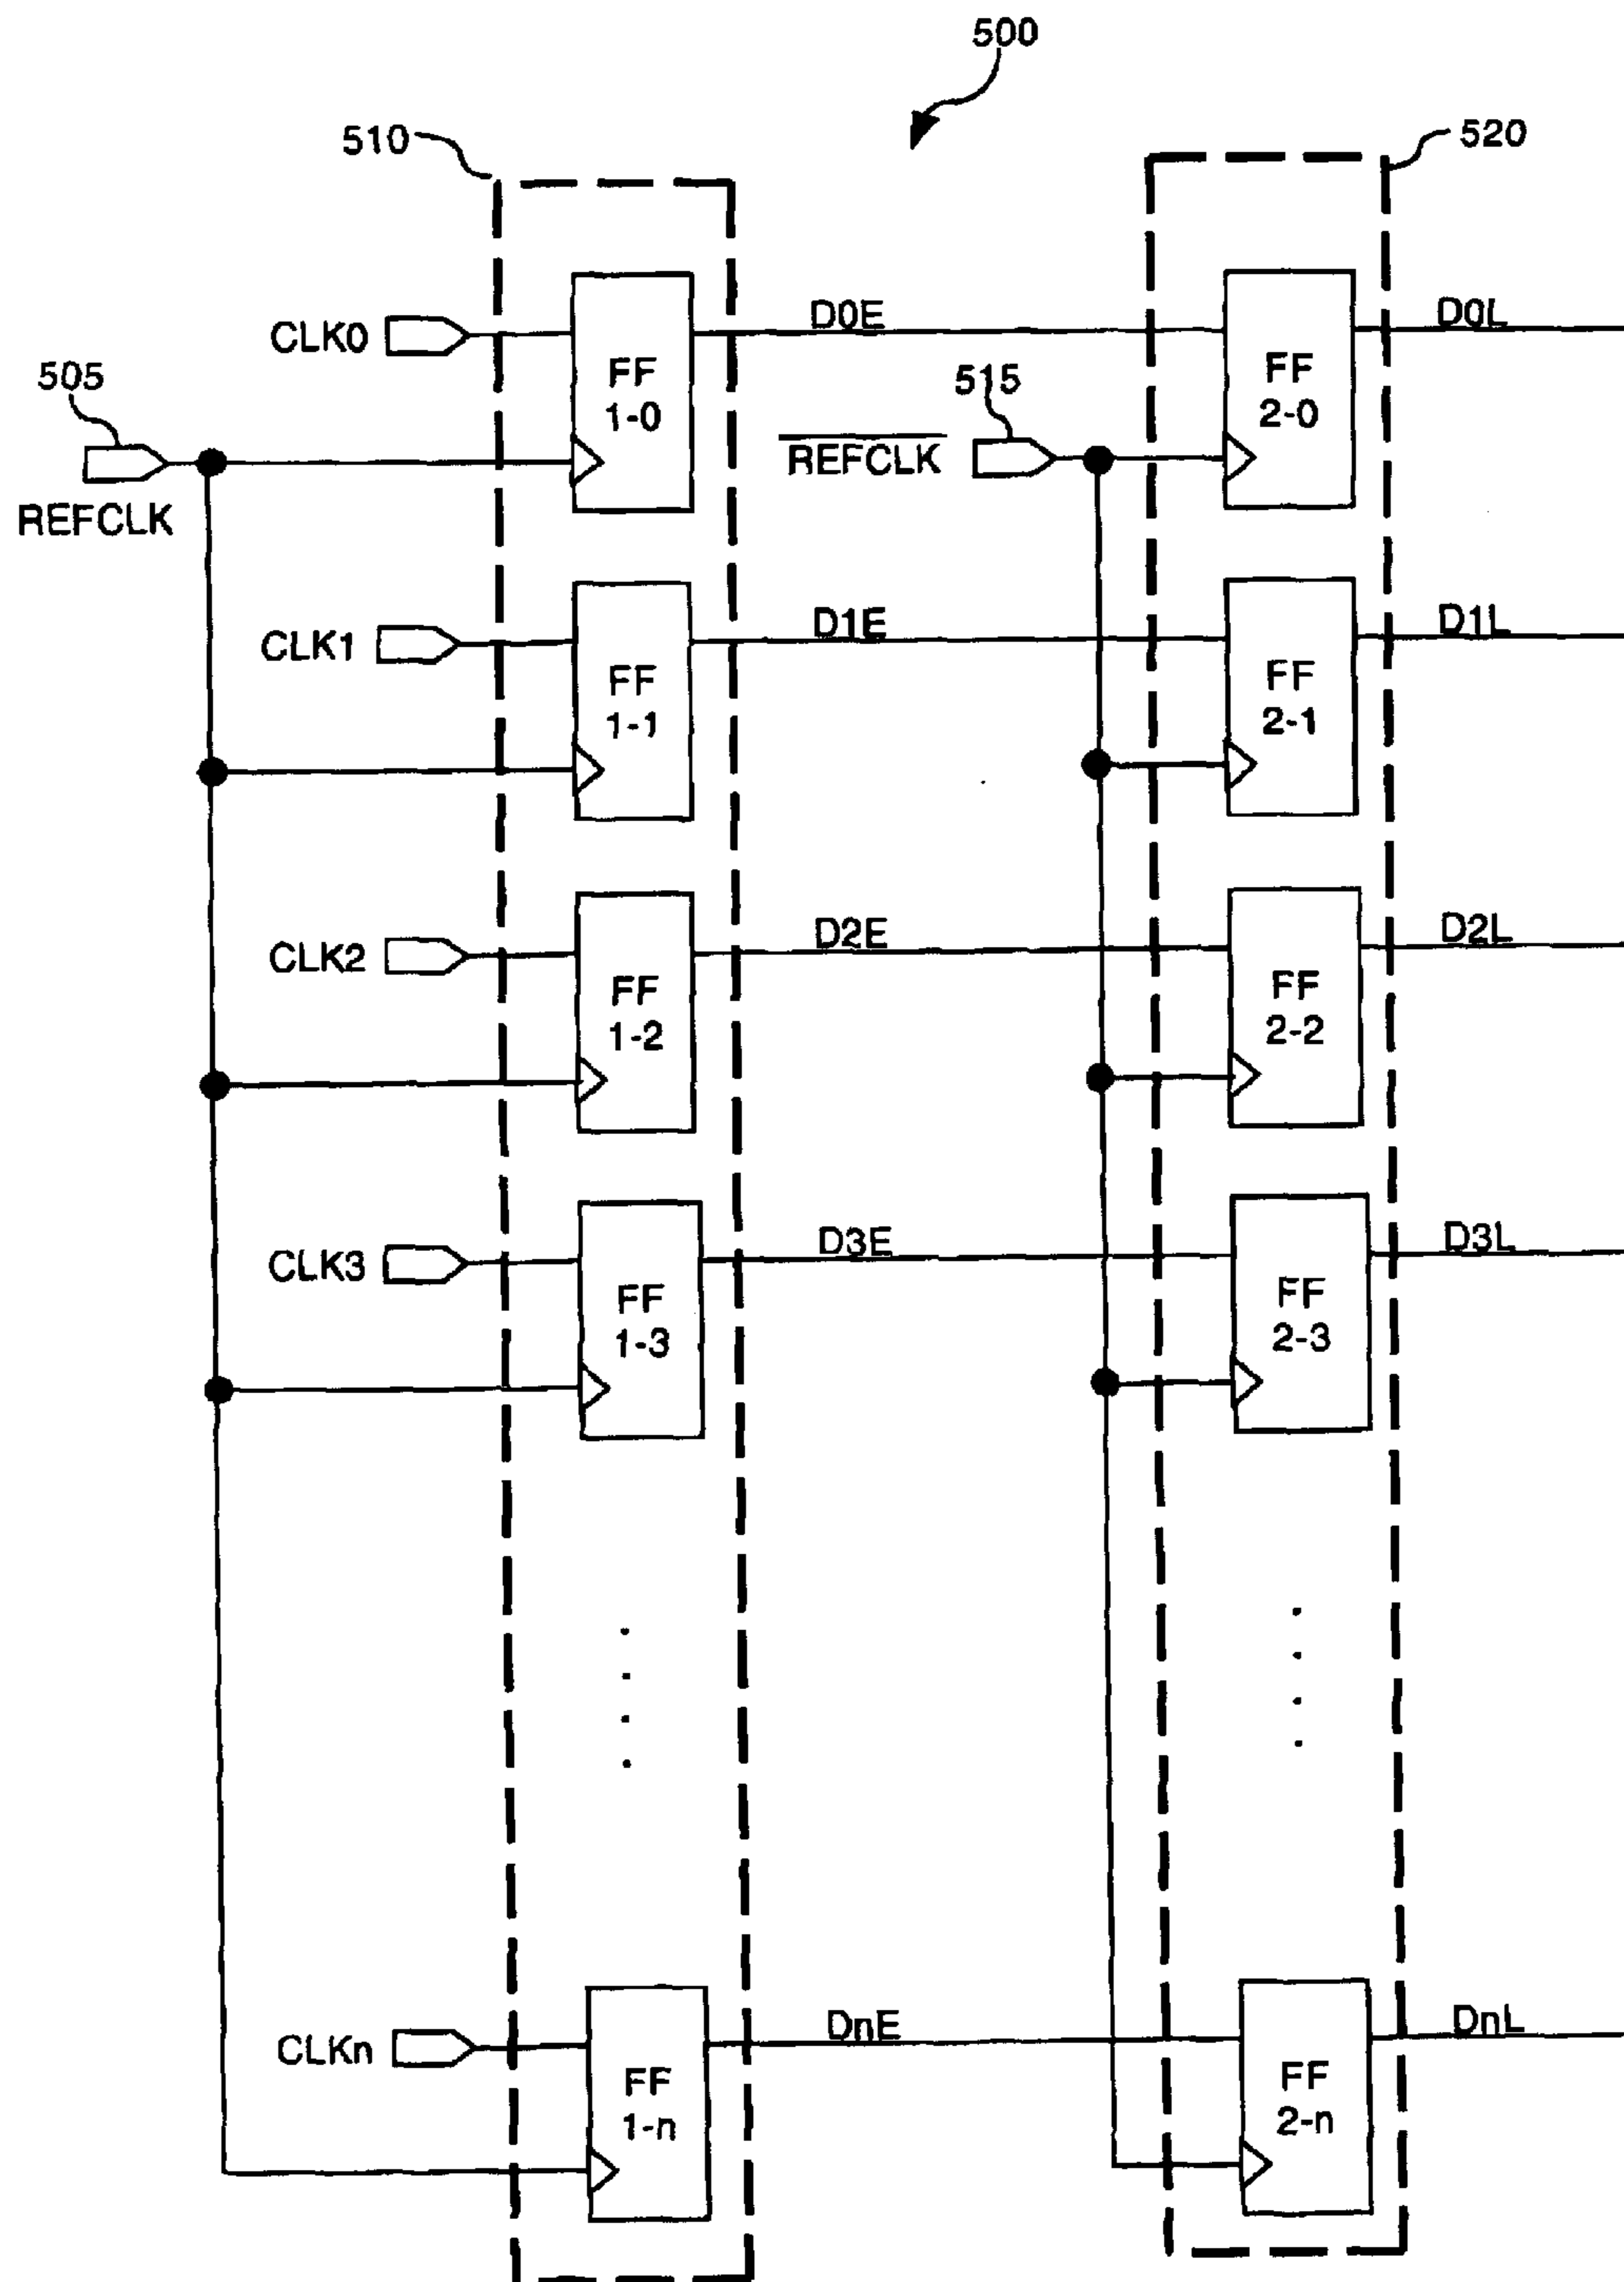 500
510
520
CLK0
FF
1-0
D0E
FF
2-0
D0L
505
REFCLK
515
R̅E̅F̅C̅L̅K̅
CLK1
FF
1-1
D1E
FF
2-1
D1L
CLK2
FF
1-2
D2E
FF
2-2
D2L
CLK3
FF
1-3
D3E
FF
2-3
D3L
CLKn
FF
1-n
DnE
FF
2-n
DnL